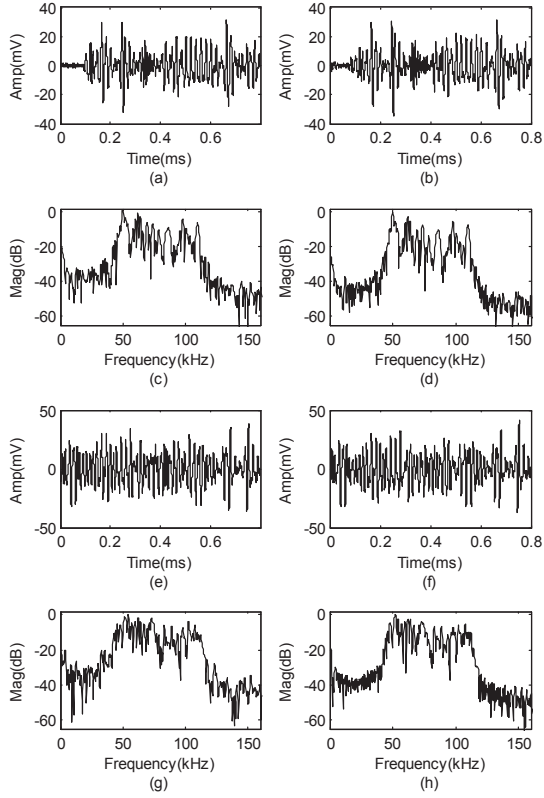 40
20
0
-20
-40
Amp(mV)
0 0.2 0.4 0.6
Time(ms)
(a)
40
20
0
-20
-40
Amp(mV)
0 0.2 0.4 0.6 0.8
Time(ms)
(b)
0
-20
-40
-60
Mag(dB)
0 50 100 150
Frequency(kHz)
(c)
0
-20
-40
-60
Mag(dB)
0 50 100 150
Frequency(kHz)
(d)
50
0
-50
Amp(mV)
0 0.2 0.4 0.6
Time(ms)
(e)
50
0
-50
Amp(mV)
0 0.2 0.4 0.6 0.8
Time(ms)
(f)
0
-20
-40
-60
Mag(dB)
0 50 100 150
Frequency(kHz)
(g)
0
-20
-40
-60
Mag(dB)
0 50 100 150
Frequency(kHz)
(h)